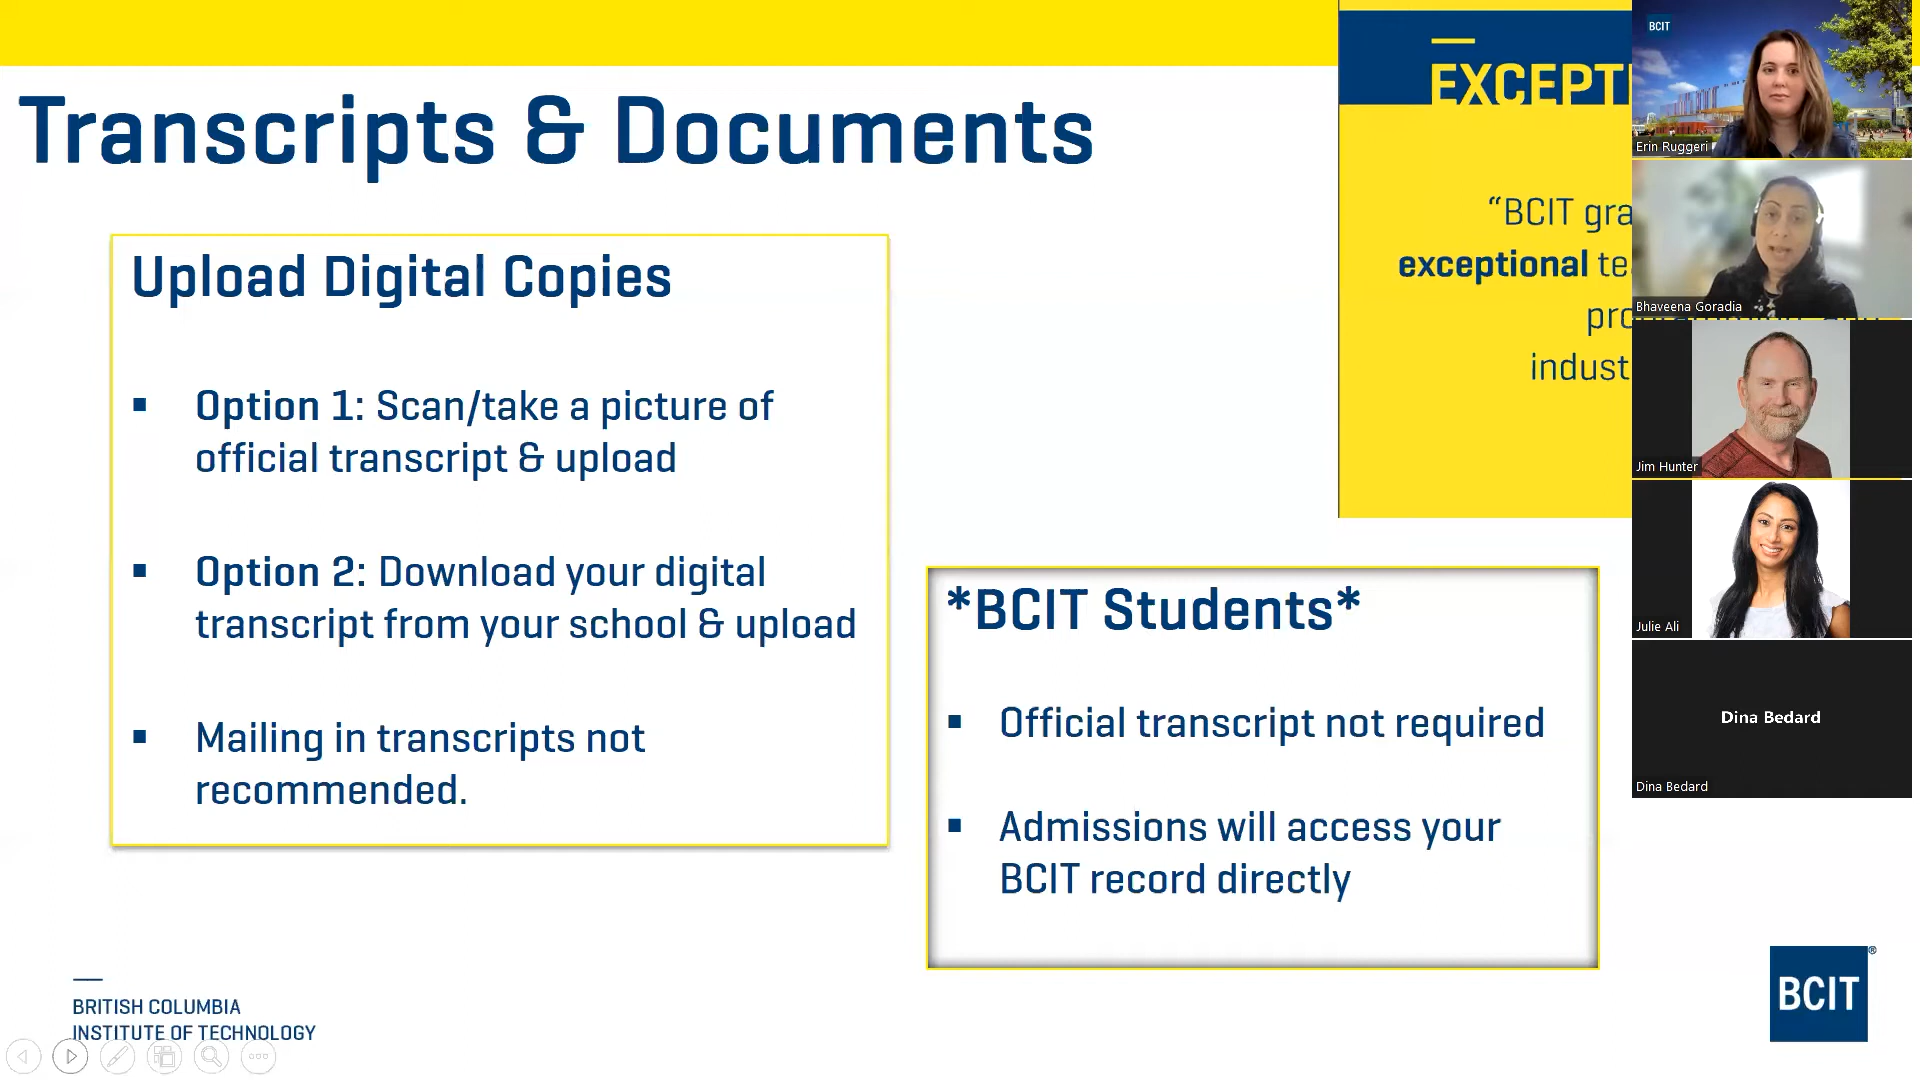 Transcripts & Documents
Upload Digital Copies
▪ Option 1: Scan/take a picture of
official transcript & upload
▪ Option 2: Download your digital
transcript from your school & upload
▪ Mailing in transcripts not
recommended.
*BCIT Students*
▪ Official transcript not required
▪ Admissions will access your
BCIT record directly
EXCEPT
“BCIT gra
exceptional te
pro
indust
BCIT
Erin Ruggeri
Bhaveena Goradia
Jim Hunter
Julie Ali
Dina Bedard
Dina Bedard
BRITISH COLUMBIA
INSTITUTE OF TECHNOLOGY
BCIT®